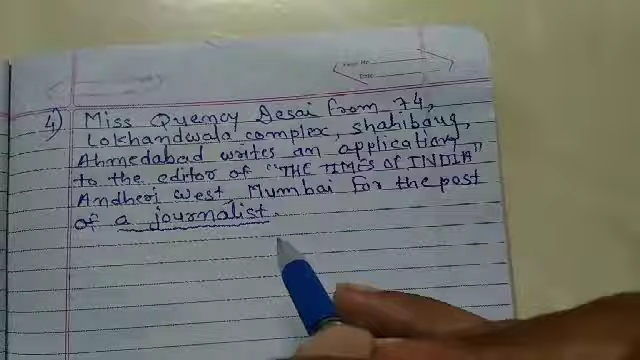 4) Miss Quency Desai from 74,
Lokhandwala complex, shahibaug,
Ahmedabad writes an application
to the editor of "THE TIMES OF INDIA"
Andheri west, Mumbai for the post
of a journalist.